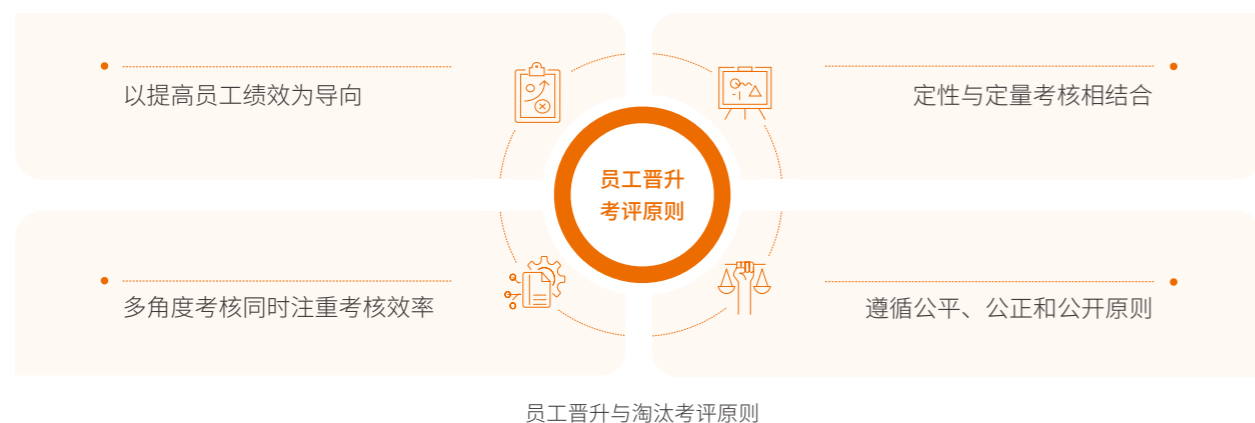 以提高员工绩效为导向
定性与定量考核相结合
员工晋升
考评原则
多角度考核同时注重考核效率
遵循公平、公正和公开原则
员工晋升与淘汰考评原则